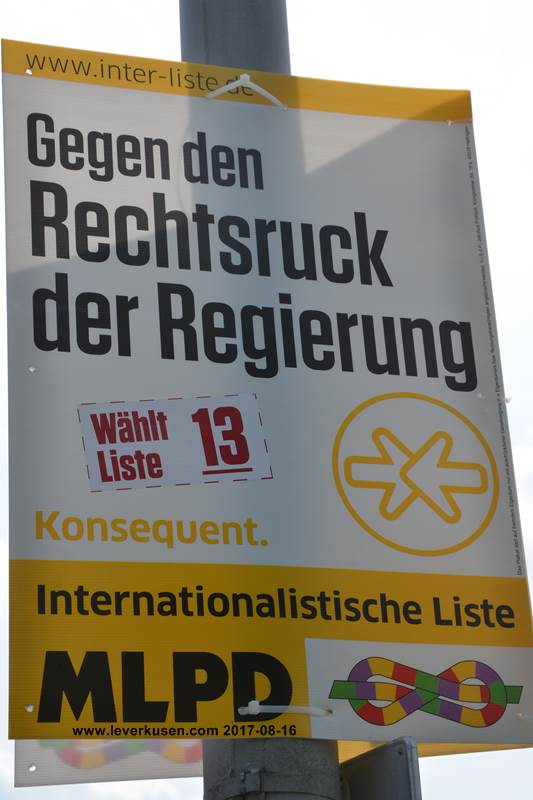 www.inter-liste.de
Gegen den
Rechtsruck
der Regierung
Wählt
Liste
13
Konsequent.
Internationalistische Liste
MLPD
www.leverkusen.com 2017-08-16